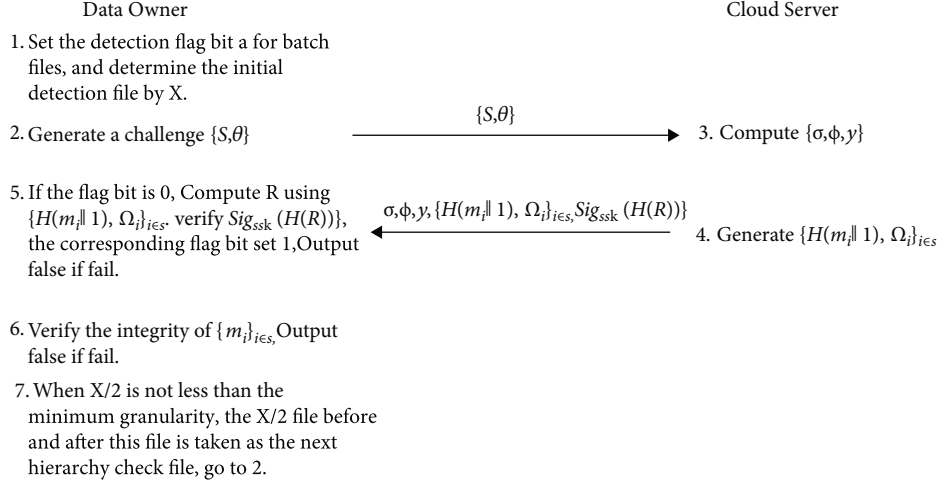 Data Owner
Cloud Server
1. Set the detection flag bit a for batch
files, and determine the initial
detection file by X.
2. Generate a challenge {S,θ}
{S,θ}
3. Compute {σ,ϕ,y}
5. If the flag bit is 0, Compute R using
{H(mᵢ‖ 1), Ωᵢ}ᵢ∈ₛ. verify Sigₛₛₖ (H(R))},
the corresponding flag bit set 1,Output
false if fail.
σ,ϕ,y,{H(mᵢ‖ 1), Ωᵢ}ᵢ∈ₛ,Sigₛₛₖ (H(R))}
4. Generate {H(mᵢ‖ 1), Ωᵢ}ᵢ∈ₛ
6. Verify the integrity of {mᵢ}ᵢ∈ₛ,Output
false if fail.
7. When X/2 is not less than the
minimum granularity, the X/2 file before
and after this file is taken as the next
hierarchy check file, go to 2.